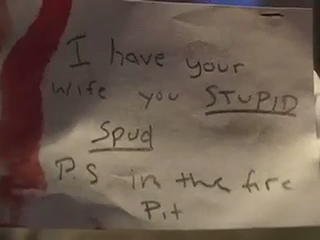 I have your
wife you STUPID
Spud
P.S in the fire
Pit